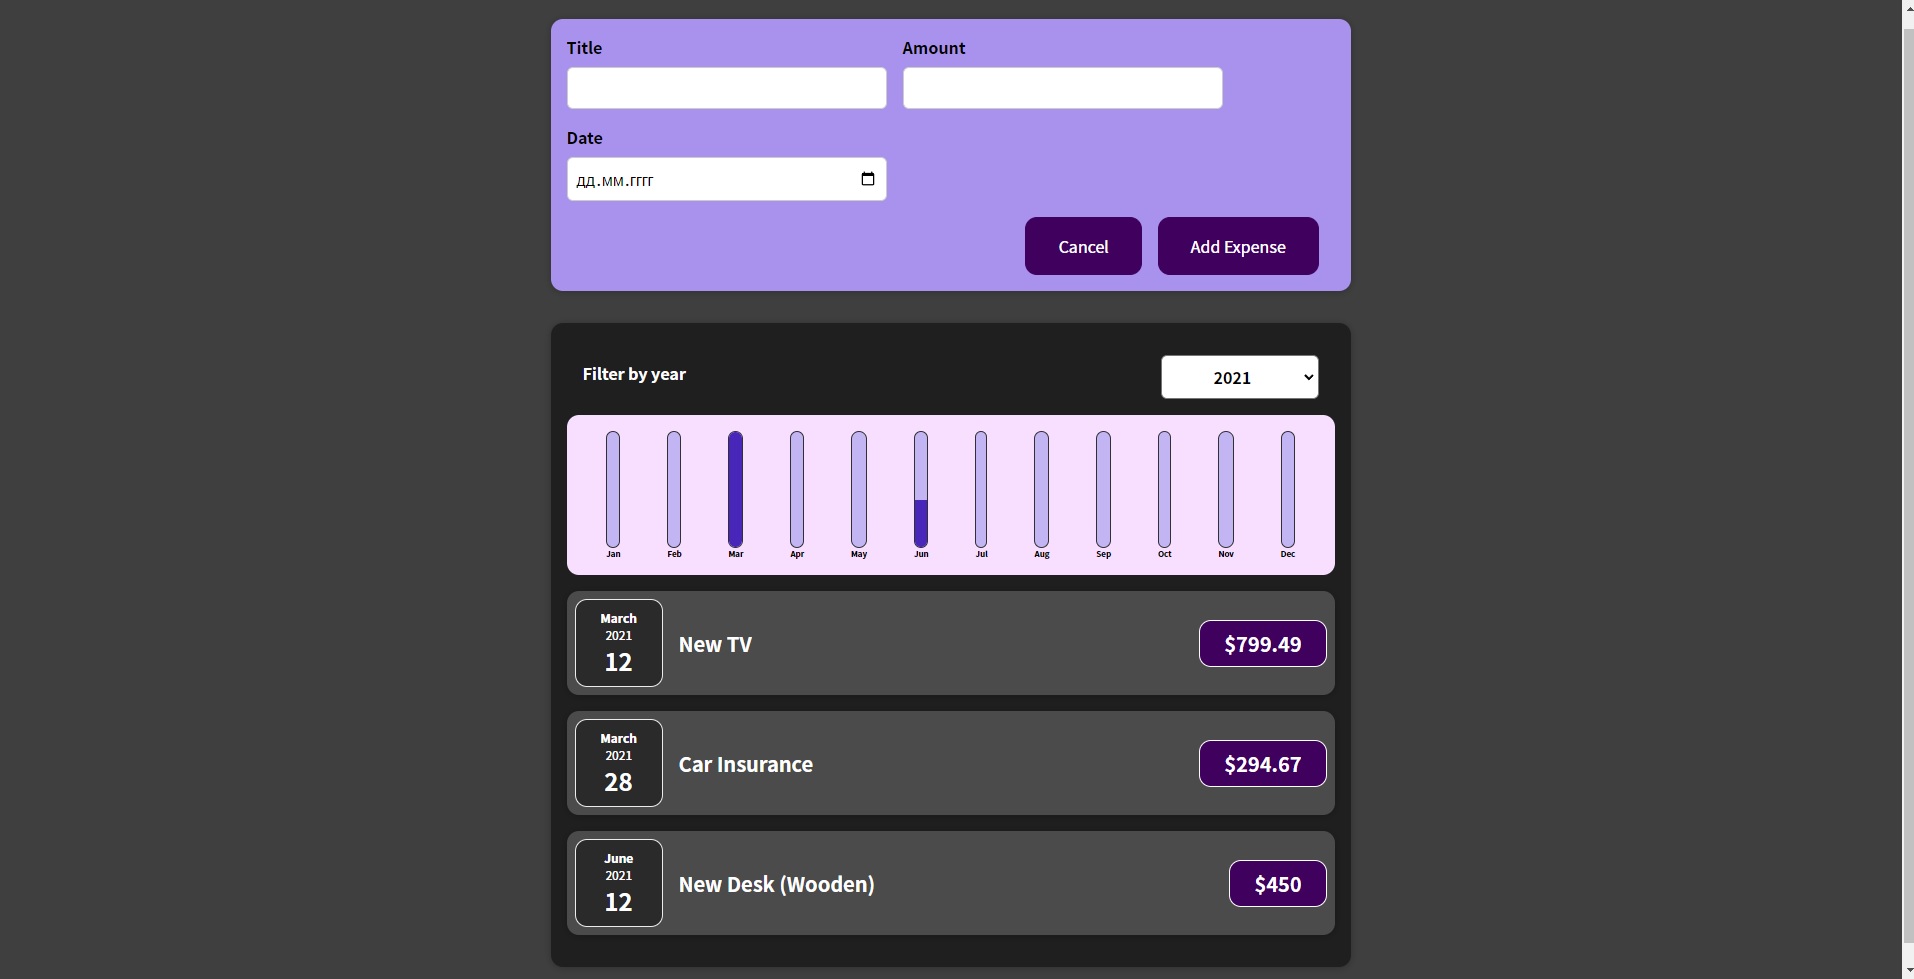 Title Amount
Date
дд.мм.гггг
Cancel Add Expense
Filter by year 2021
Jan Feb Mar Apr May Jun Jul Aug Sep Oct Nov Dec
March
2021
12
New TV
$799.49
March
2021
28
Car Insurance
$294.67
June
2021
12
New Desk (Wooden)
$450